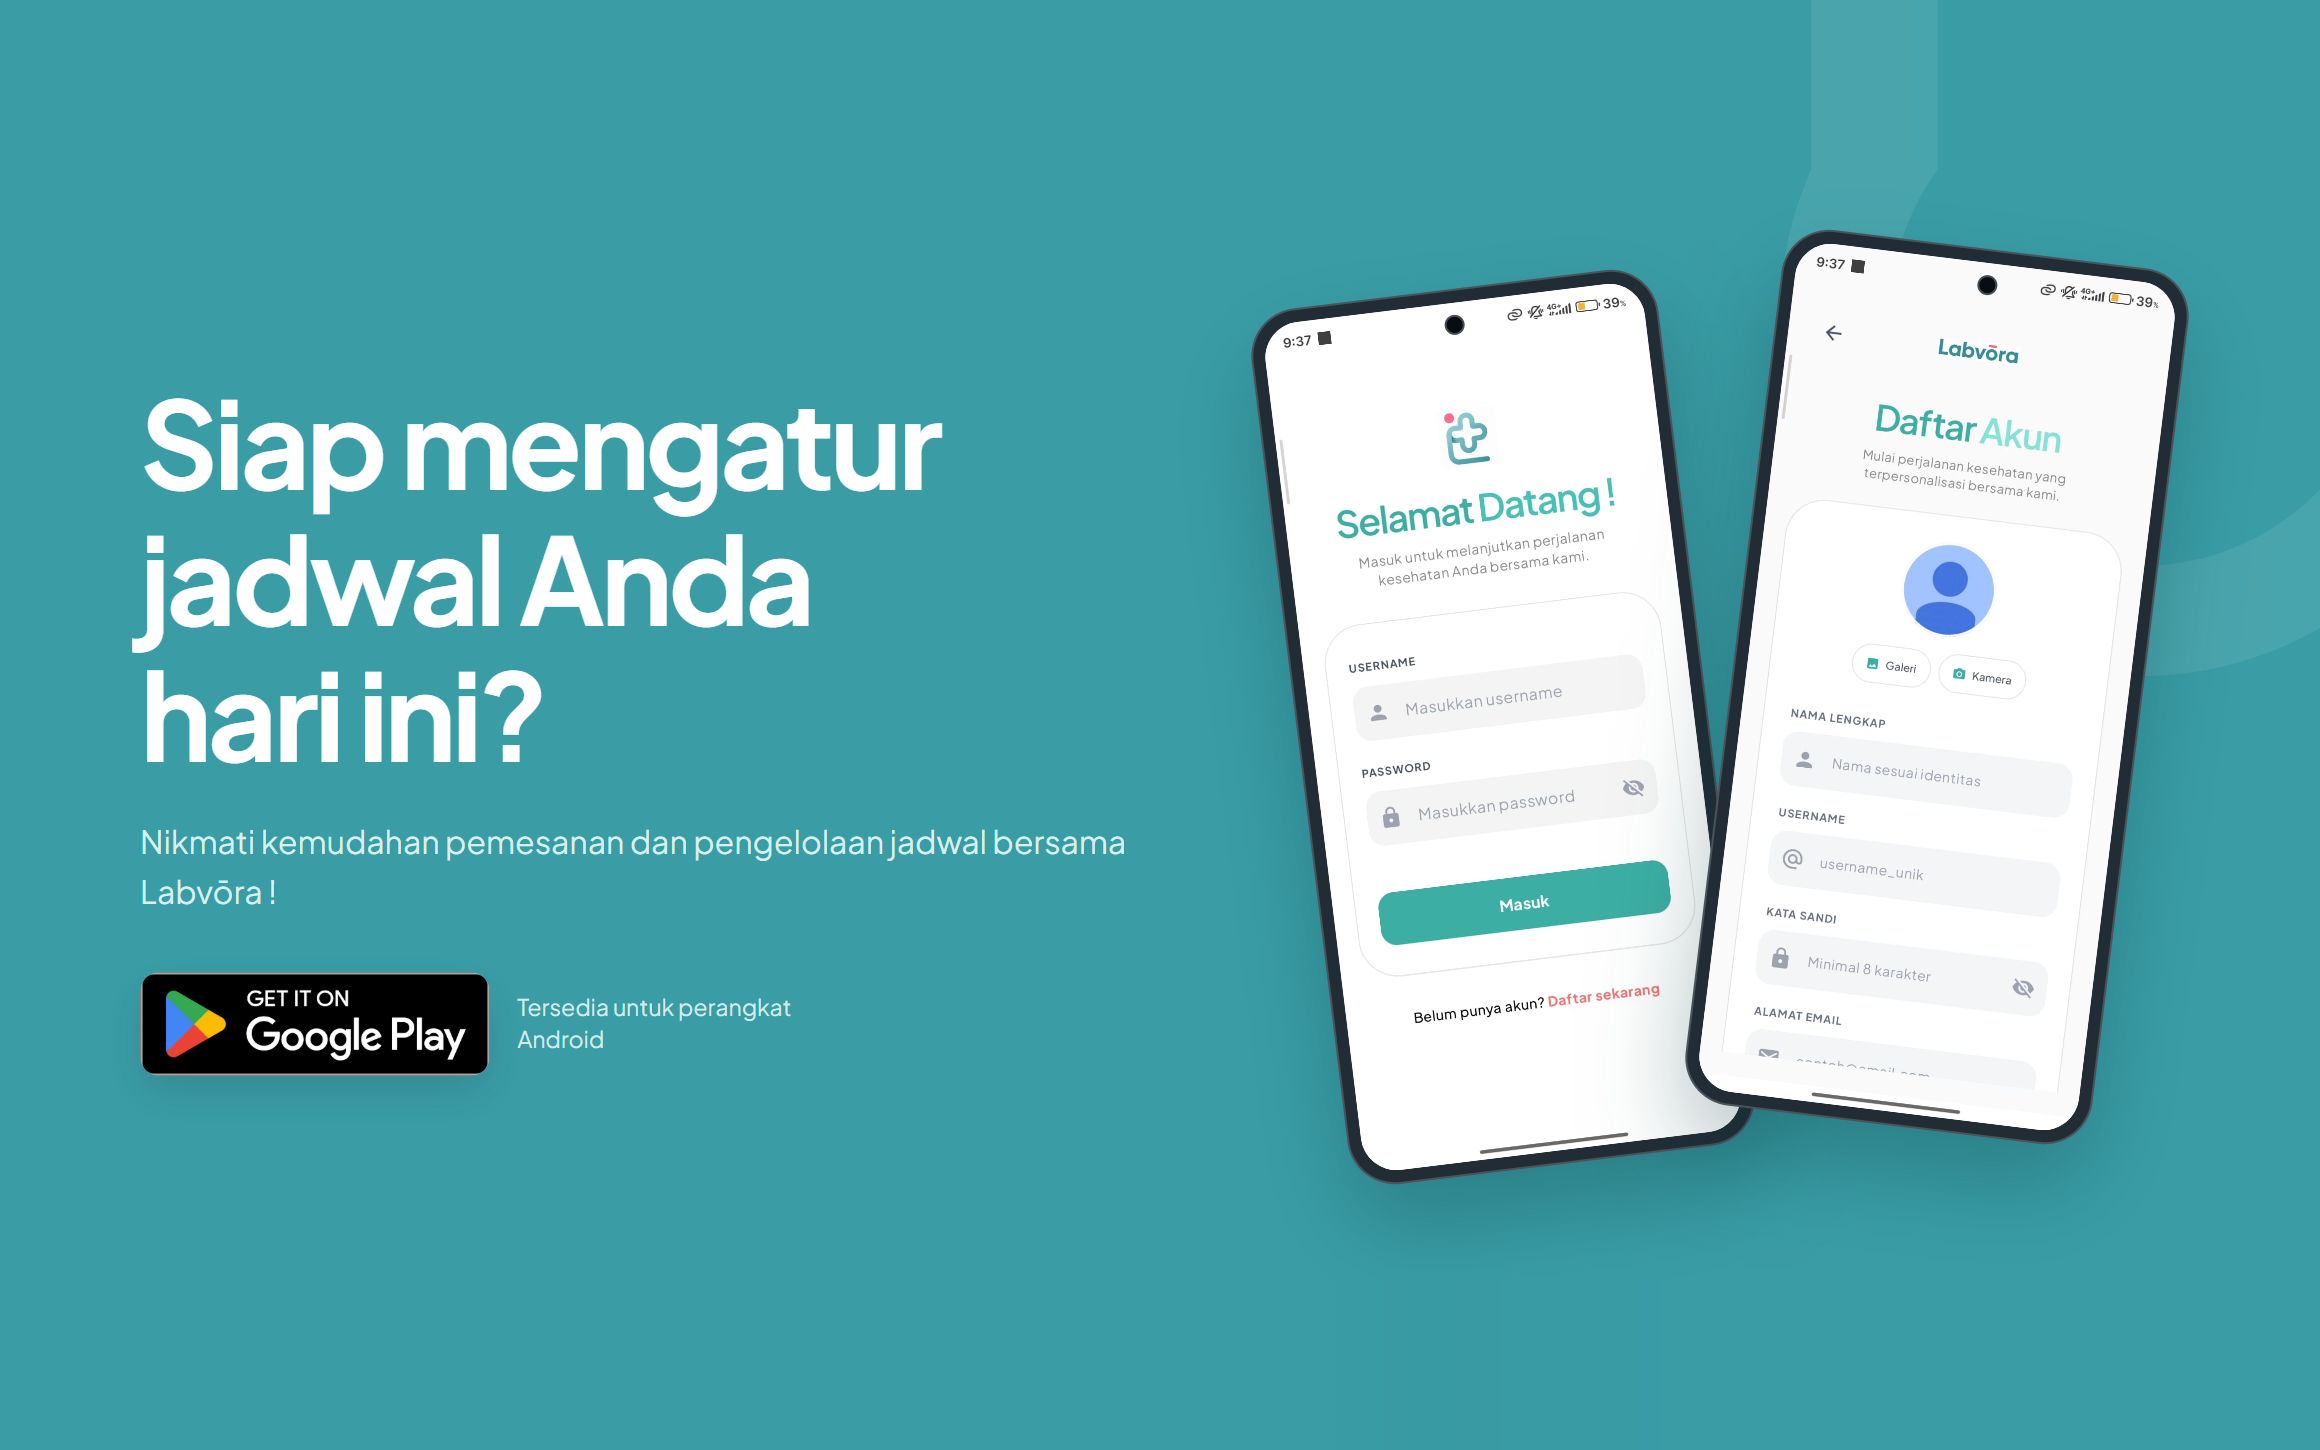 Siap mengatur
jadwal Anda
hari ini?
Nikmati kemudahan pemesanan dan pengelolaan jadwal bersama
Labvōra !
GET IT ON
Google Play
Tersedia untuk perangkat
Android
9:37
4G+
39%
Selamat Datang !
Masuk untuk melanjutkan perjalanan
kesehatan Anda bersama kami.
USERNAME
Masukkan username
PASSWORD
Masukkan password
Masuk
Belum punya akun? Daftar sekarang
9:37
4G+
39%
Labvōra
Daftar Akun
Mulai perjalanan kesehatan yang
terpersonalisasi bersama kami.
Galeri
Kamera
NAMA LENGKAP
Nama sesuai identitas
USERNAME
username_unik
KATA SANDI
Minimal 8 karakter
ALAMAT EMAIL